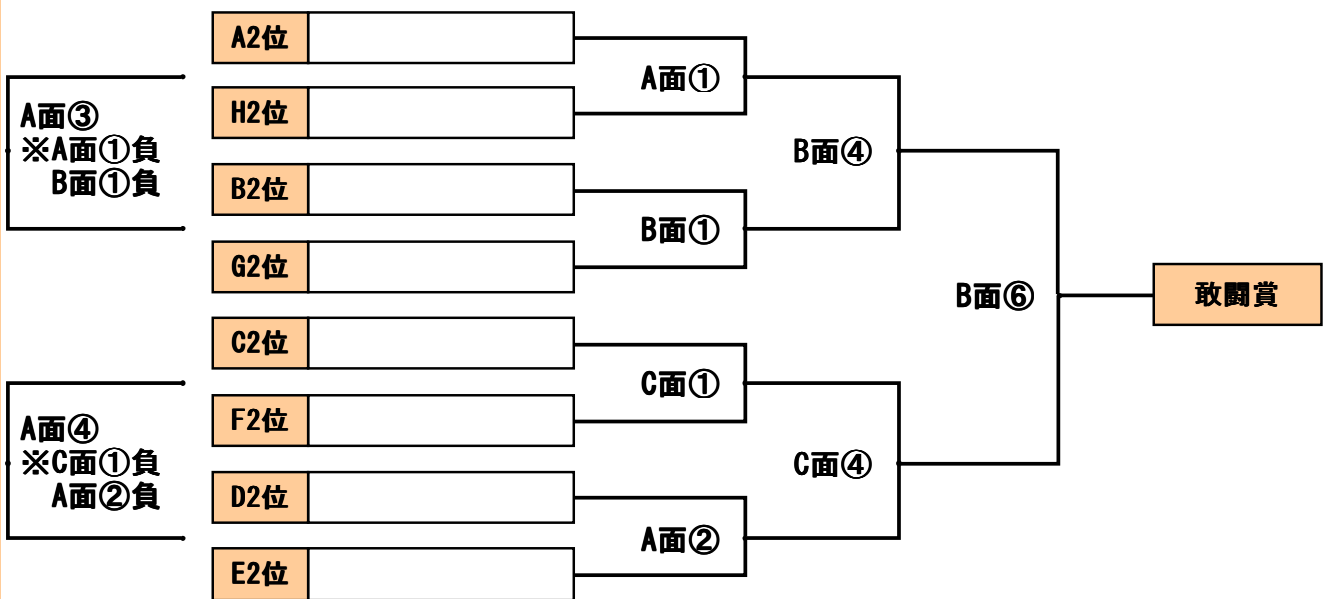 A2位
A面①
A面③
※A面①負
B面①負
H2位
B面④
B2位
B面①
G2位
B面⑥
敢闘賞
C2位
C面①
A面④
※C面①負
A面②負
F2位
C面④
D2位
A面②
E2位